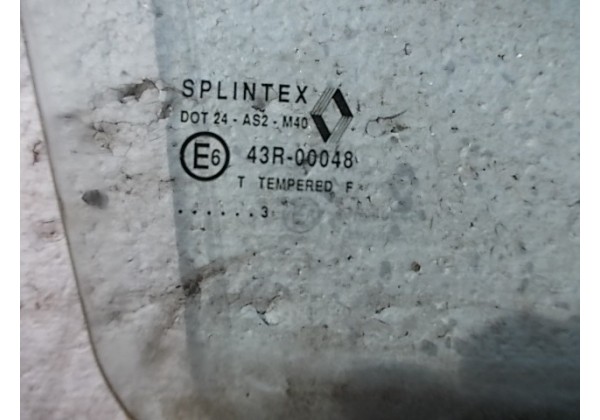 SPLINTEX
DOT 24 - AS2 - M40
E6 43R-00048
T TEMPERED F
......3